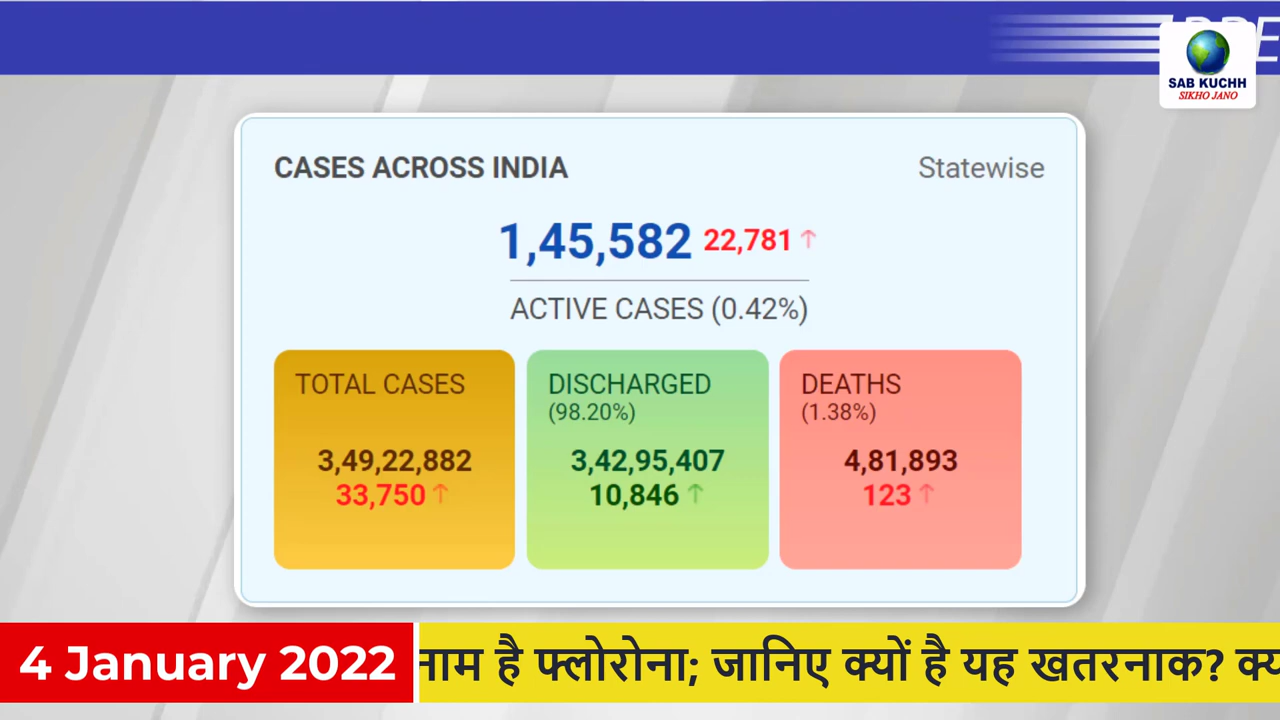 SAB KUCHH
SIKHO JANO
CASES ACROSS INDIA
Statewise
1,45,582 22,781↑
ACTIVE CASES (0.42%)
TOTAL CASES
3,49,22,882
33,750↑
DISCHARGED
(98.20%)
3,42,95,407
10,846↑
DEATHS
(1.38%)
4,81,893
123↑
4 January 2022
नाम है फ्लोरोना; जानिए क्यों है यह खतरनाक?